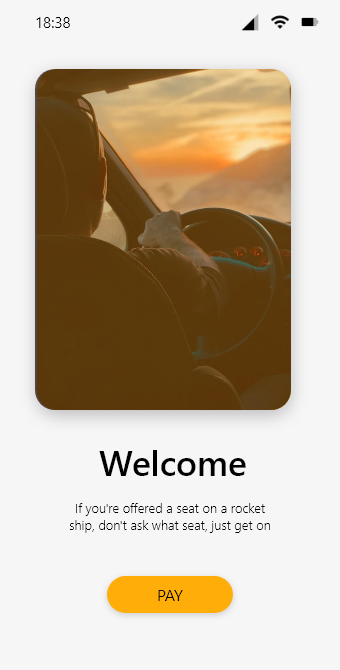 18:38
Welcome
If you're offered a seat on a rocket
ship, don't ask what seat, just get on
PAY